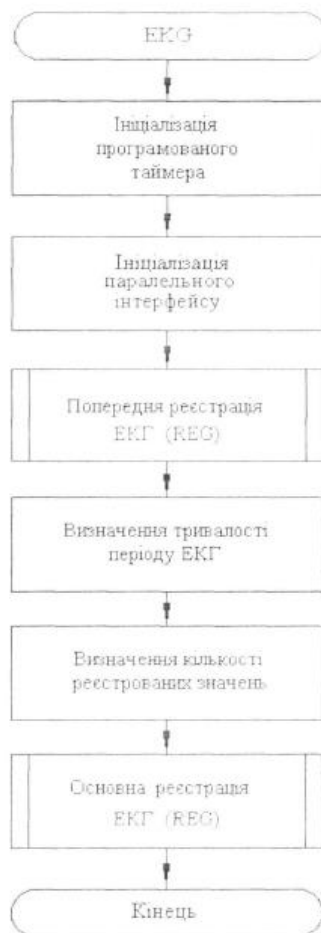 EKG
Ініціалізація
програмованого
таймера
Ініціалізація
паралельного
інтерфейсу
Попередня реєстрація
ЕКГ (REG)
Визначення тривалості
періоду ЕКГ
Визначення кількості
реєстрованих значень
Основна реєстрація
ЕКГ (REG)
Кінець